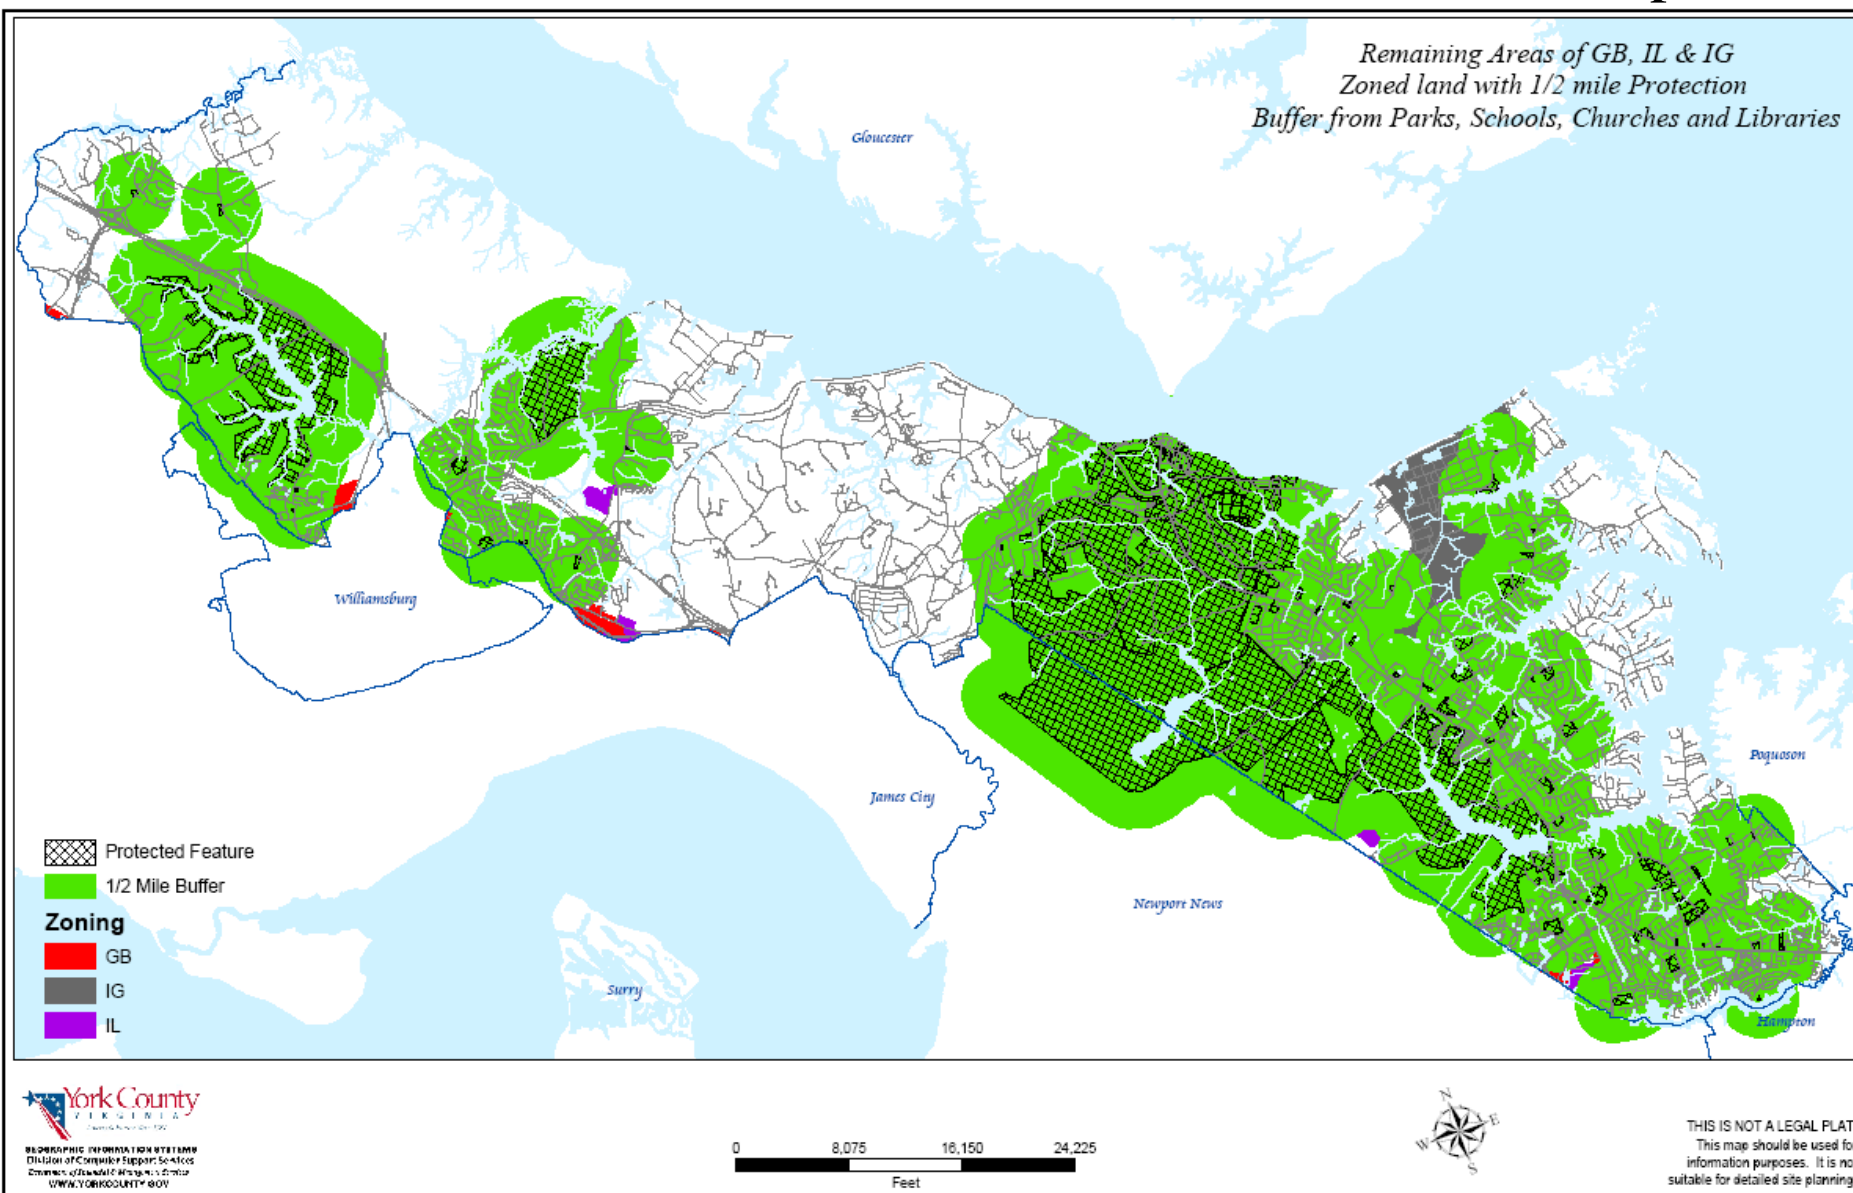 Remaining Areas of GB, IL & IG
Zoned land with 1/2 mile Protection
Buffer from Parks, Schools, Churches and Libraries
Gloucester
Williamsburg
James City
Poquoson
Newport News
Surry
Hampton
Protected Feature
1/2 Mile Buffer
Zoning
GB
IG
IL
York County
VIRGINIA
GEOGRAPHIC INFORMATION SYSTEMS
Division of Computer Support Services
WWW.YORKCOUNTY.GOV
0 8,075 16,150 24,225
Feet
N
E
W
S
THIS IS NOT A LEGAL PLAT
This map should be used fo
information purposes. It is no
suitable for detailed site planning